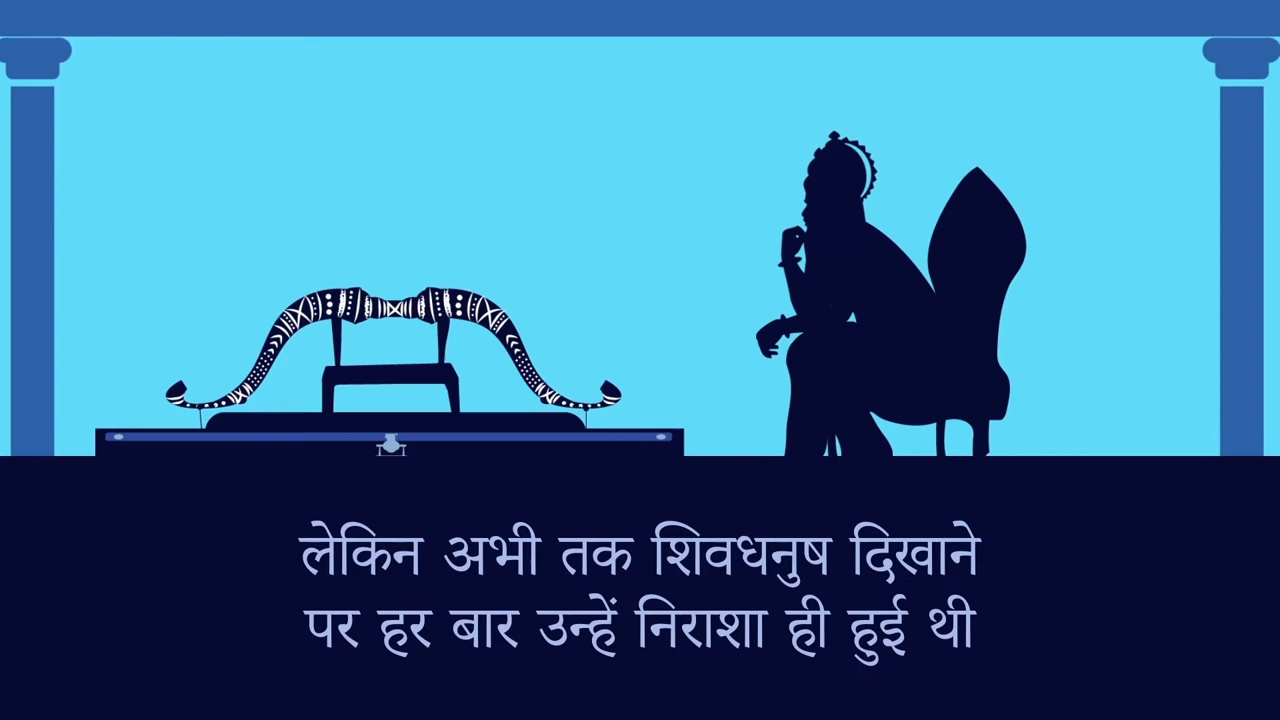 लेकिन अभी तक शिवधनुष दिखाने
पर हर बार उन्हें निराशा ही हुई थी